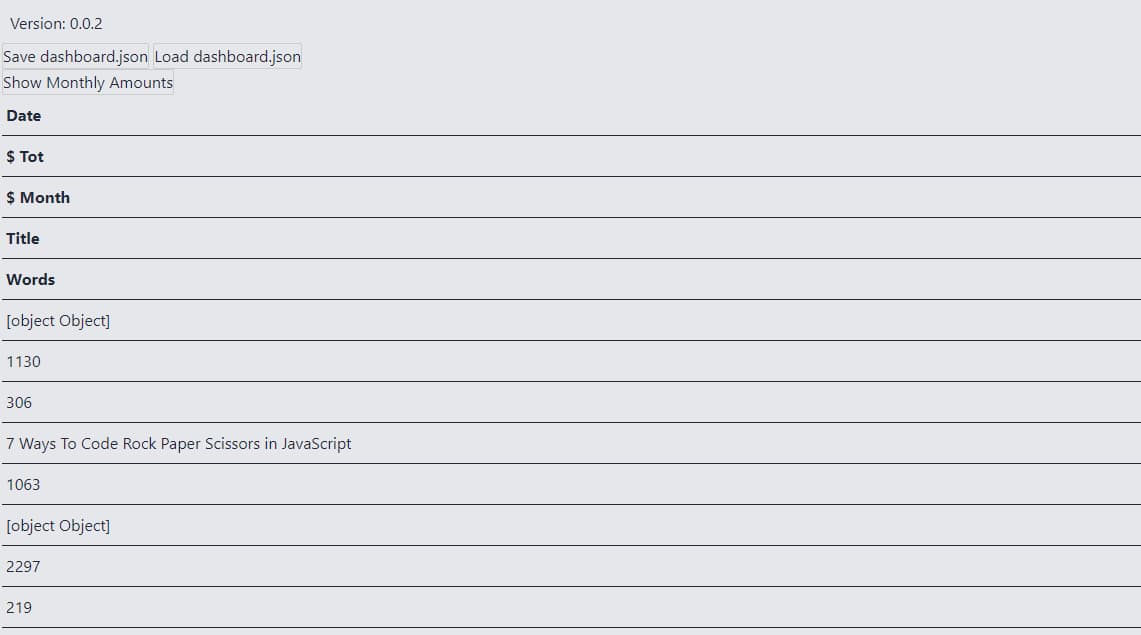 Version: 0.0.2
Save dashboard.json Load dashboard.json
Show Monthly Amounts
Date
$ Tot
$ Month
Title
Words
[object Object]
1130
306
7 Ways To Code Rock Paper Scissors in JavaScript
1063
[object Object]
2297
219